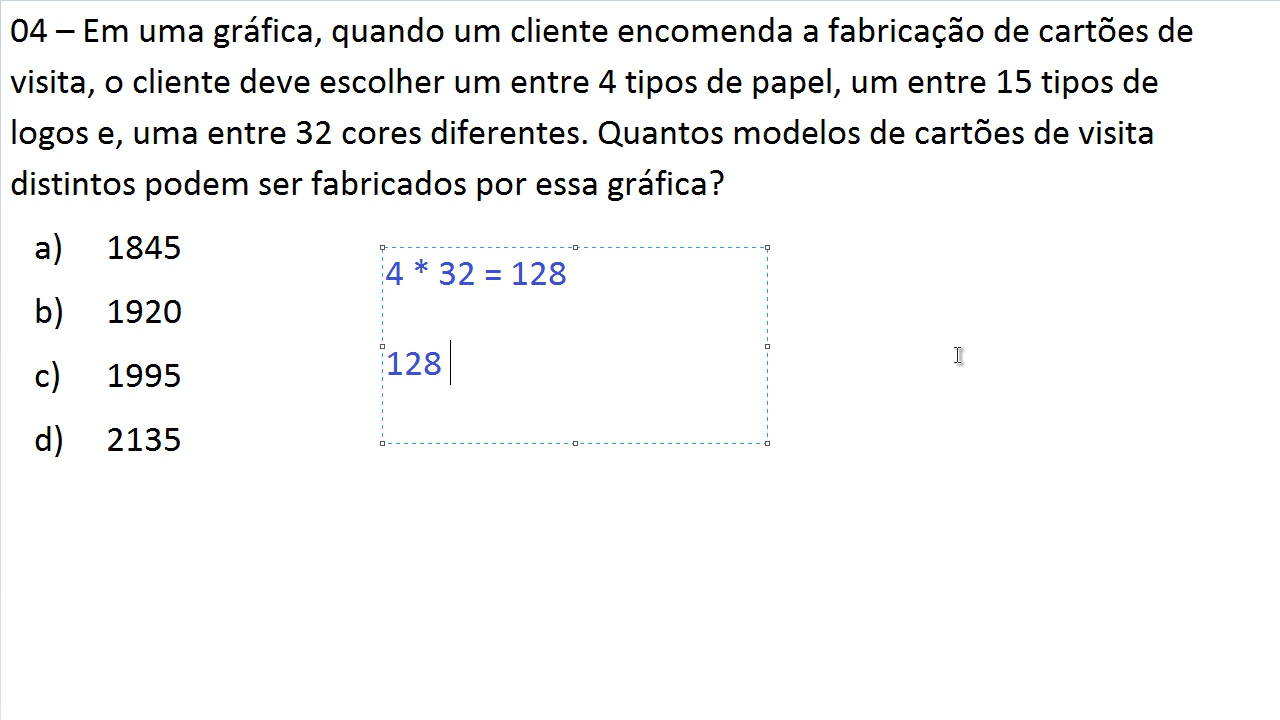 04 – Em uma gráfica, quando um cliente encomenda a fabricação de cartões de
visita, o cliente deve escolher um entre 4 tipos de papel, um entre 15 tipos de
logos e, uma entre 32 cores diferentes. Quantos modelos de cartões de visita
distintos podem ser fabricados por essa gráfica?
a) 1845
b) 1920
c) 1995
d) 2135
4 * 32 = 128
128